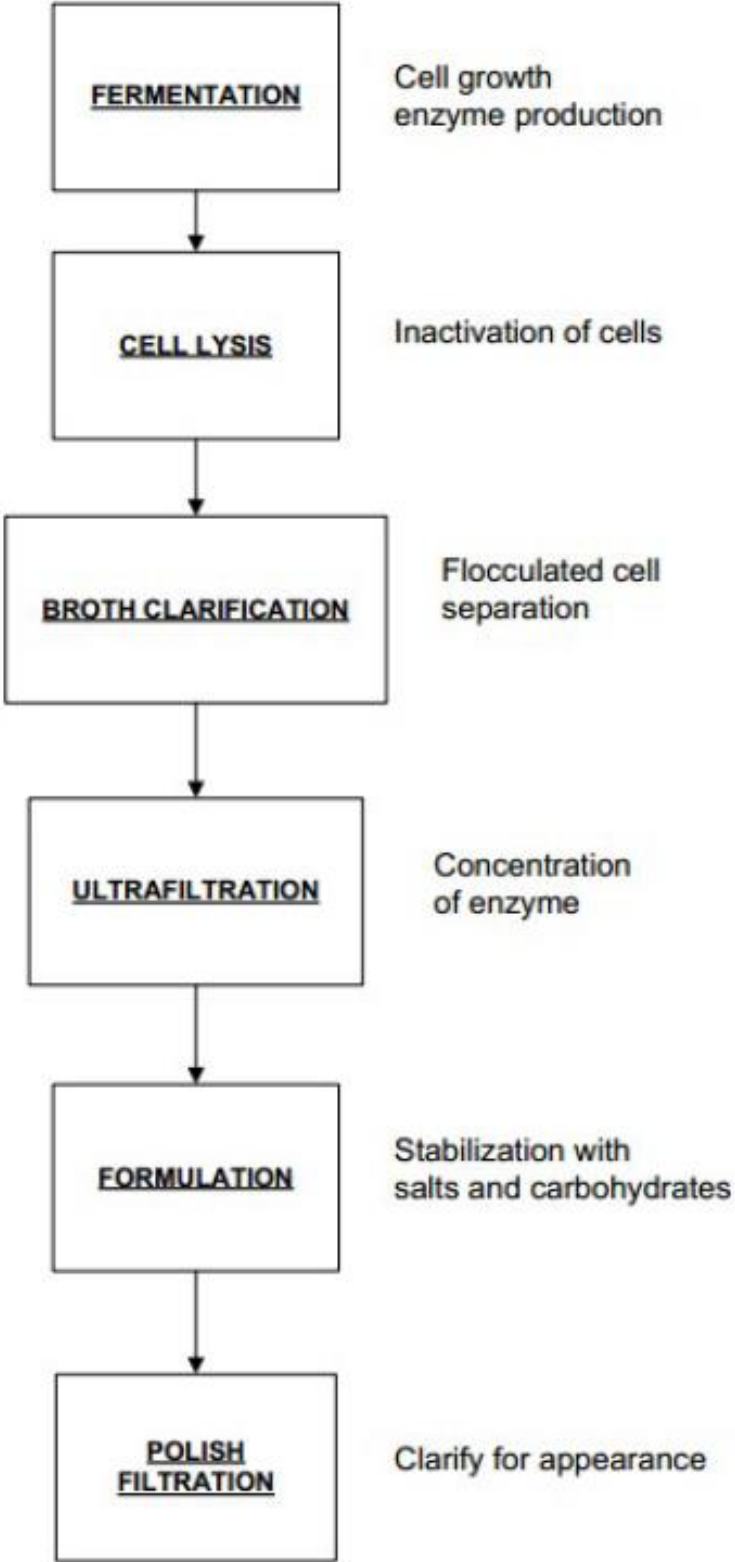 FERMENTATION
Cell growth
enzyme production
CELL LYSIS
Inactivation of cells
BROTH CLARIFICATION
Flocculated cell
separation
ULTRAFILTRATION
Concentration
of enzyme
FORMULATION
Stabilization with
salts and carbohydrates
POLISH
FILTRATION
Clarify for appearance